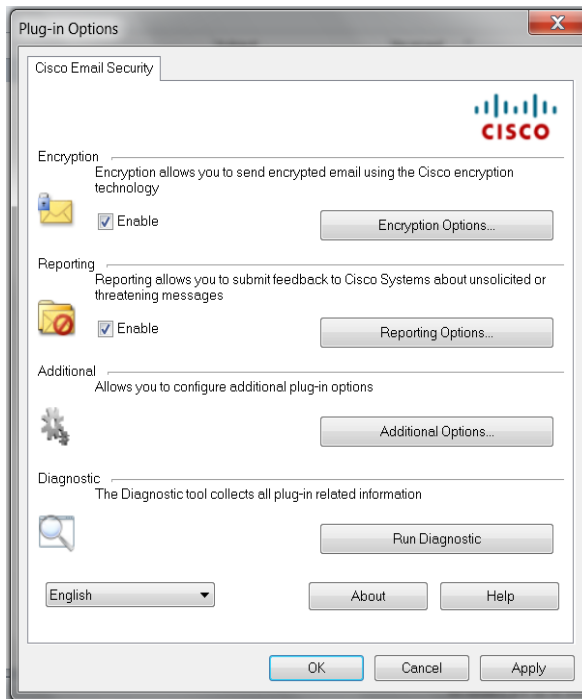 Plug-in Options
Cisco Email Security
CISCO
Encryption
Encryption allows you to send encrypted email using the Cisco encryption
technology
Enable
Encryption Options...
Reporting
Reporting allows you to submit feedback to Cisco Systems about unsolicited or
threatening messages
Enable
Reporting Options...
Additional
Allows you to configure additional plug-in options
Additional Options...
Diagnostic
The Diagnostic tool collects all plug-in related information
Run Diagnostic
English
About
Help
OK
Cancel
Apply